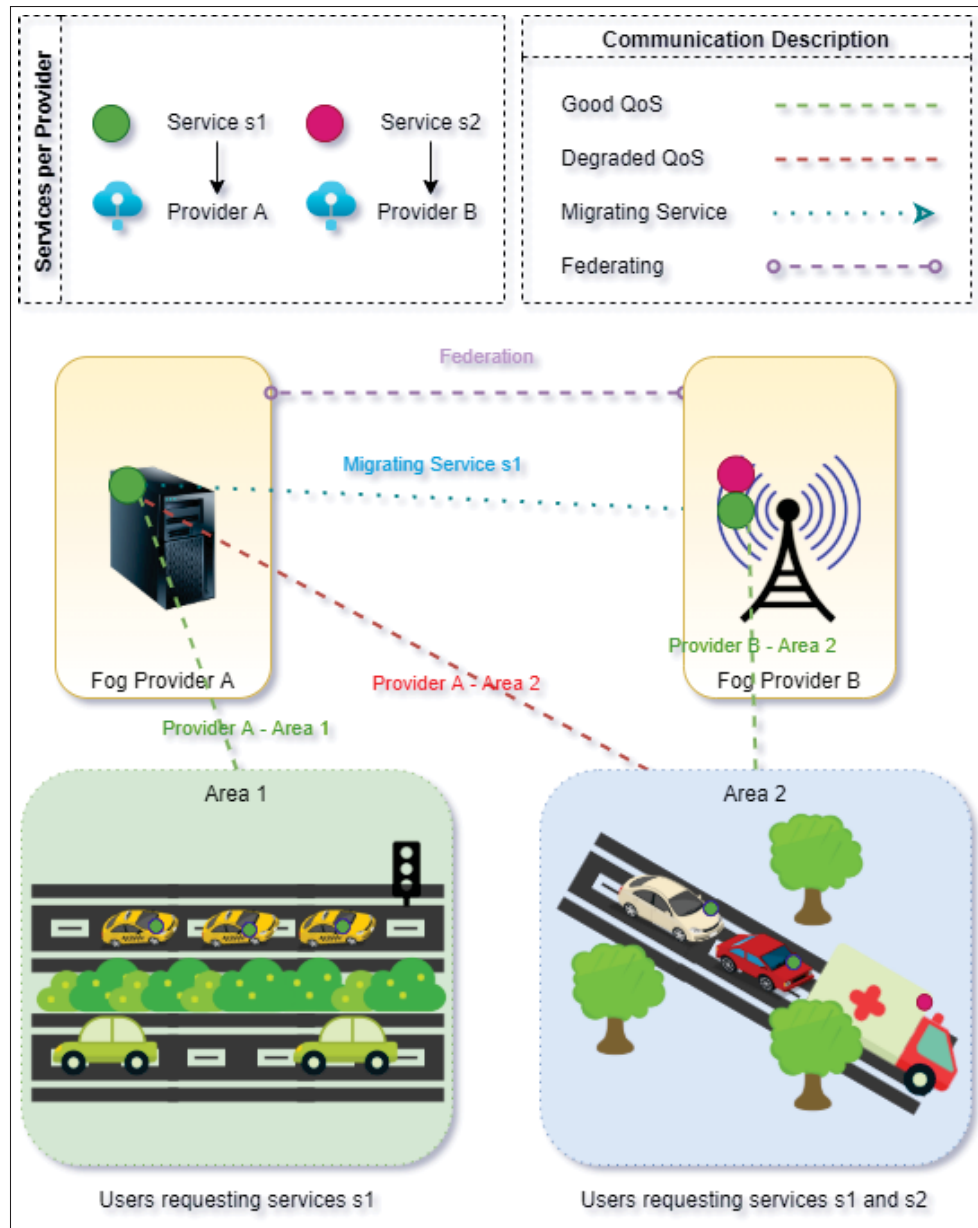 Services per Provider
Service s1
Service s2
Provider A
Provider B
Communication Description
Good QoS
Degraded QoS
Migrating Service
Federating
Federation
Migrating Service s1
Provider B - Area 2
Fog Provider A
Provider A - Area 2
Fog Provider B
Provider A - Area 1
Area 1
Area 2
Users requesting services s1
Users requesting services s1 and s2